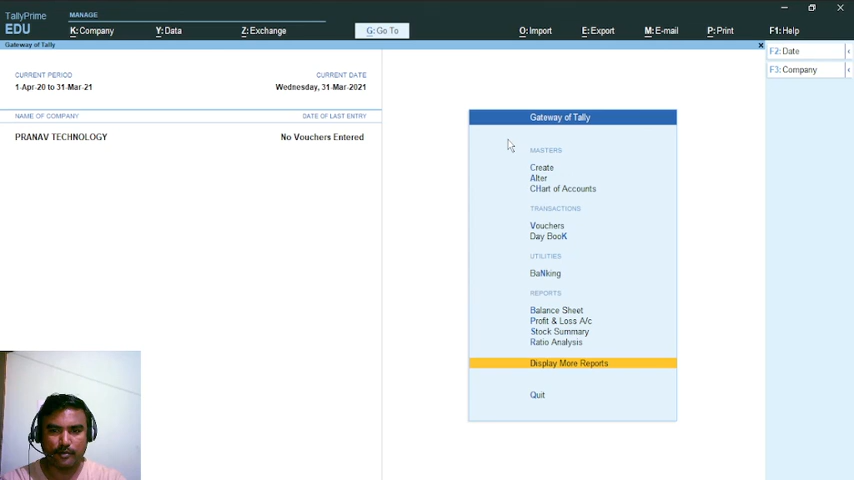 TallyPrime MANAGE
EDU K: Company Y: Data Z: Exchange G: Go To O: Import E: Export M: E-mail P: Print F1: Help
Gateway of Tally x
F2: Date
F3: Company
CURRENT PERIOD CURRENT DATE
1-Apr-20 to 31-Mar-21 Wednesday, 31-Mar-2021
NAME OF COMPANY DATE OF LAST ENTRY
PRANAV TECHNOLOGY No Vouchers Entered
Gateway of Tally
MASTERS
Create
Alter
CHart of Accounts
TRANSACTIONS
Vouchers
Day BooK
UTILITIES
BaNking
REPORTS
Balance Sheet
Profit & Loss A/c
Stock Summary
Ratio Analysis
Display More Reports
Quit